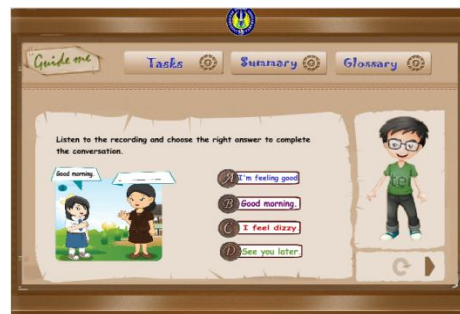 Guide me
Tasks
Summary
Glossary
Listen to the recording and choose the right answer to complete
the conversation.
Good morning.
A I'm feeling good
B Good morning.
C I feel dizzy
D See you later